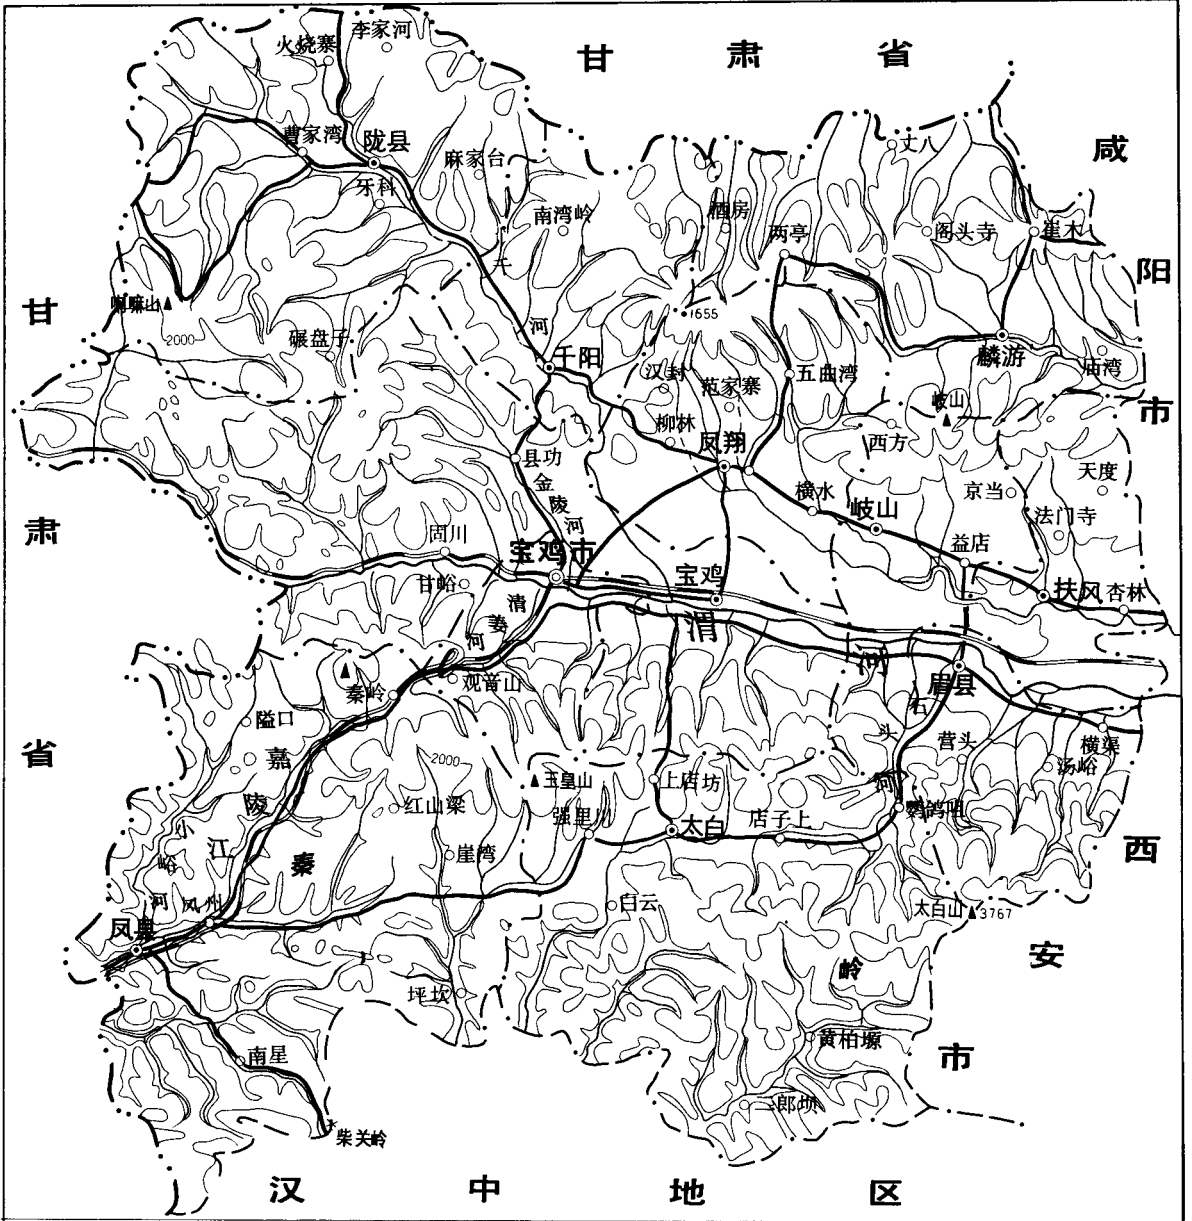 甘肃省
李家河
火烧寨
咸阳市
曹家湾
陇县
麻家台
丈八
牙科
南湾岭
酒房
两亭
阁头寺
崔木
千
河
甘肃省
2000
碾盘子
1655
千阳
麟游
庙湾
汉封
范家寨
五曲湾
岐山
柳林
凤翔
西方
县功
天度
金陵河
横水
京当
岐山
法门寺
固川
宝鸡市
益店
甘峪
宝鸡
扶风
杏林
清姜河
渭河
秦岭
观音山
眉县
石头河
隘口
营头
横渠
汤峪
嘉陵江
2000
玉皇山
上店坊
红山梁
强里川
太白
店子上
鹦鸽咀
小峪河
秦岭
崖湾
西安市
凤州
白云
太白山
3767
凤县
坪坎
黄柏塬
南星
二郎坝
柴关岭
汉中地区